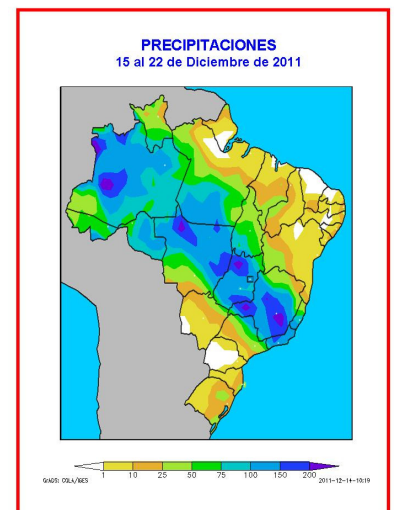 PRECIPITACIONES
15 al 22 de Diciembre de 2011
1 10 25 50 75 100 150 200
GrADS: COLA/IGES
2011-12-14-10:19